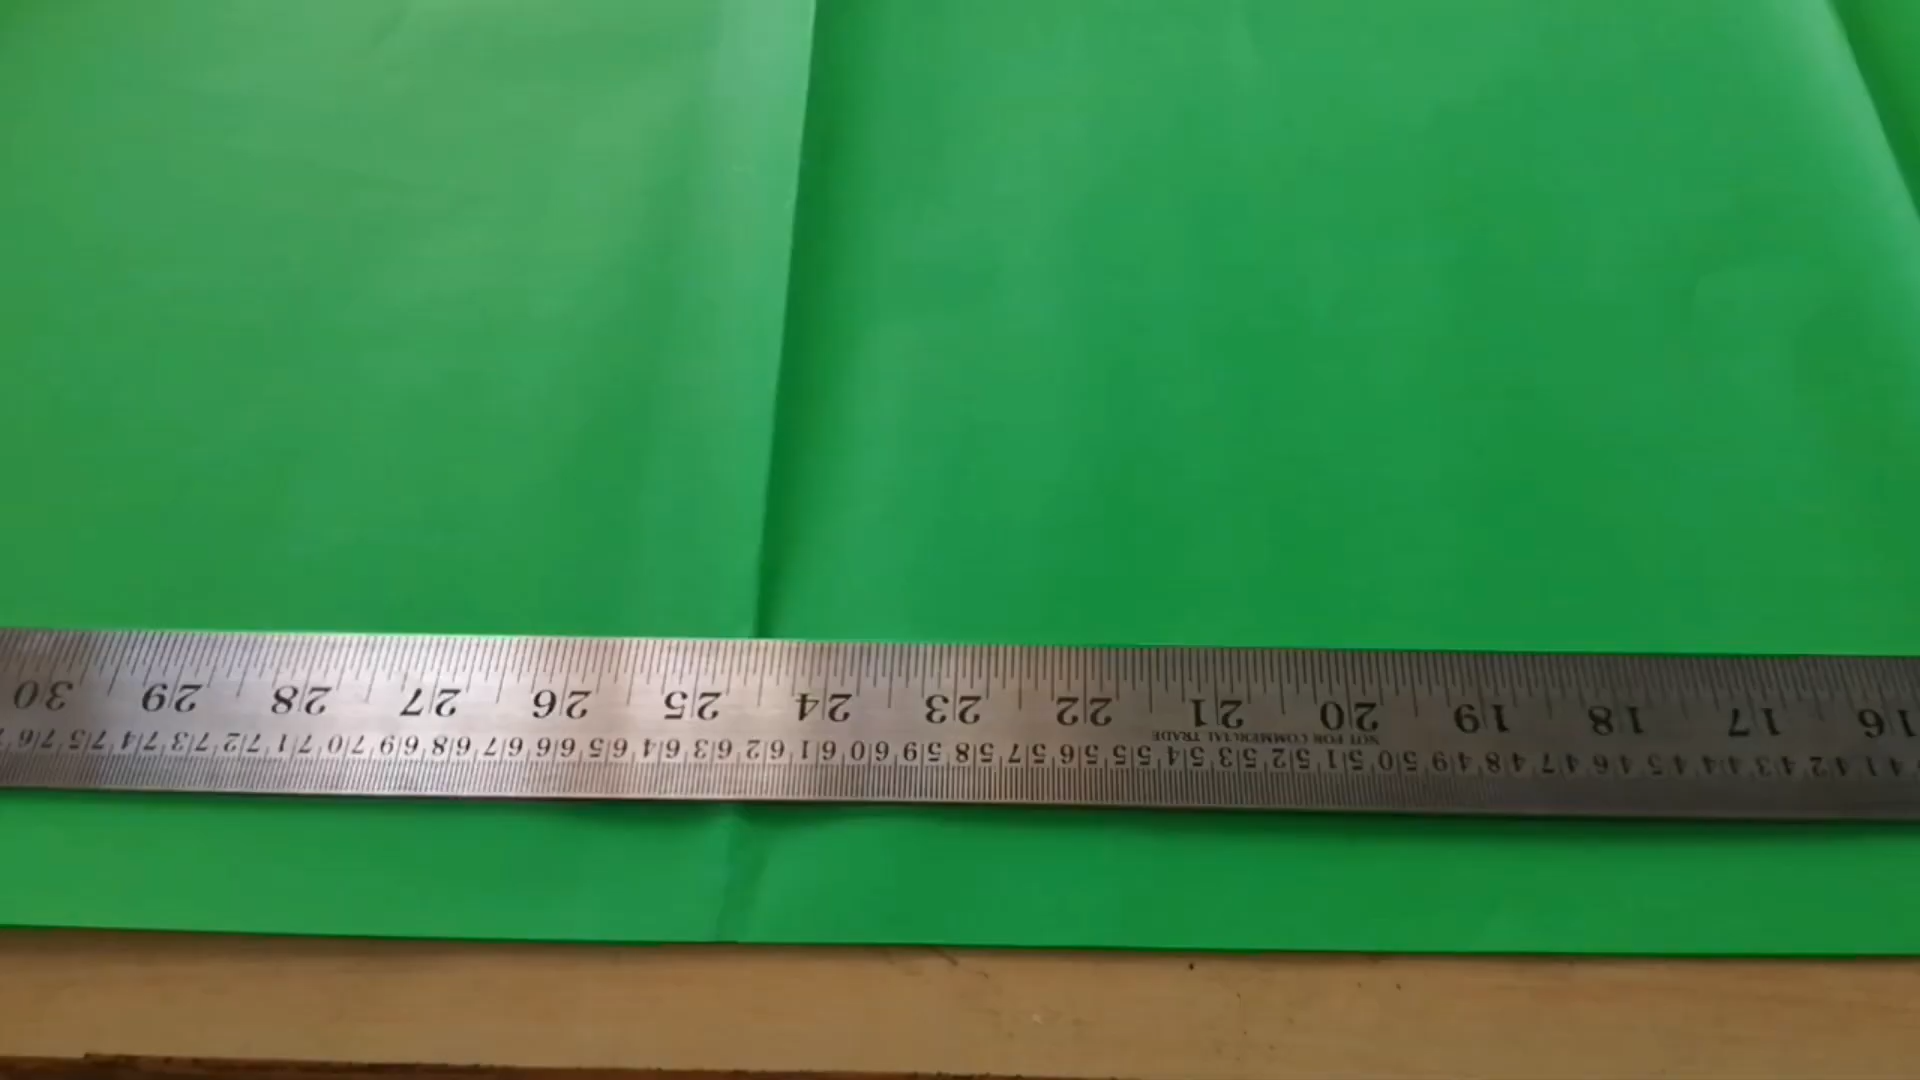 41 42 43 44 45 46 47 48 49 50 51 52 53 54 55 56 57 58 59 60 61 62 63 64 65 66 67 68 69 70 71 72 73 74 75 76
NOT FOR COMMERCIAL TRADE
16 17 18 19 20 21 22 23 24 25 26 27 28 29 30